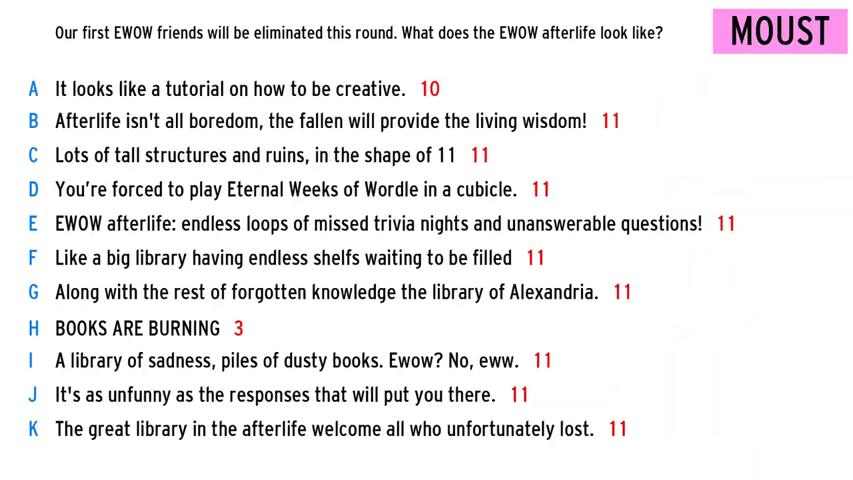 Our first EWOW friends will be eliminated this round. What does the EWOW afterlife look like?
MOUST
A It looks like a tutorial on how to be creative. 10
B Afterlife isn't all boredom, the fallen will provide the living wisdom! 11
C Lots of tall structures and ruins, in the shape of 11 11
D You’re forced to play Eternal Weeks of Wordle in a cubicle. 11
E EWOW afterlife: endless loops of missed trivia nights and unanswerable questions! 11
F Like a big library having endless shelfs waiting to be filled 11
G Along with the rest of forgotten knowledge the library of Alexandria. 11
H BOOKS ARE BURNING 3
I A library of sadness, piles of dusty books. Ewow? No, eww. 11
J It's as unfunny as the responses that will put you there. 11
K The great library in the afterlife welcome all who unfortunately lost. 11